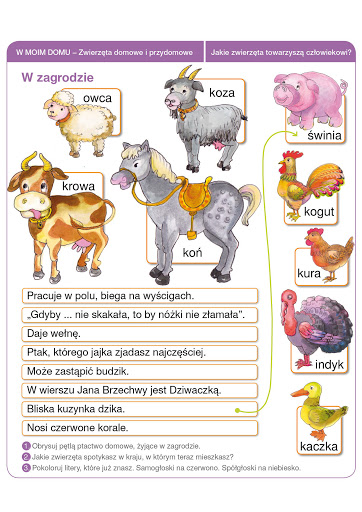 W MOIM DOMU – Zwierzęta domowe i przydomowe
Jakie zwierzęta towarzyszą człowiekowi?
W zagrodzie
owca
koza
świnia
krowa
koń
kogut
kura
indyk
kaczka
Pracuje w polu, biega na wyścigach.
„Gdyby ... nie skakała, to by nóżki nie złamała”.
Daje wełnę.
Ptak, którego jajka zjadasz najczęściej.
Może zastąpić budzik.
W wierszu Jana Brzechwy jest Dziwaczką.
Bliska kuzynka dzika.
Nosi czerwone korale.
1 Obrysuj pętlą ptactwo domowe, żyjące w zagrodzie.
2 Jakie zwierzęta spotykasz w kraju, w którym teraz mieszkasz?
3 Pokoloruj litery, które już znasz. Samogłoski na czerwono. Spółgłoski na niebiesko.